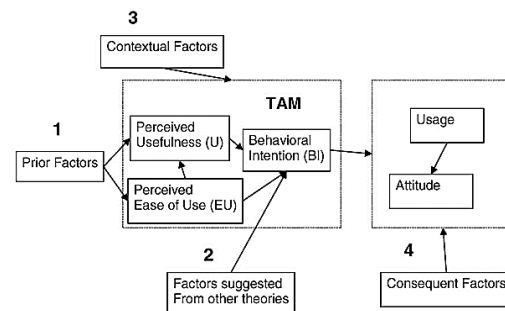 3
Contextual Factors
TAM
1
Perceived
Usefulness (U)
Behavioral
Intention (BI)
Usage
Prior Factors
Perceived
Ease of Use (EU)
Attitude
2
4
Factors suggested
From other theories
Consequent Factors